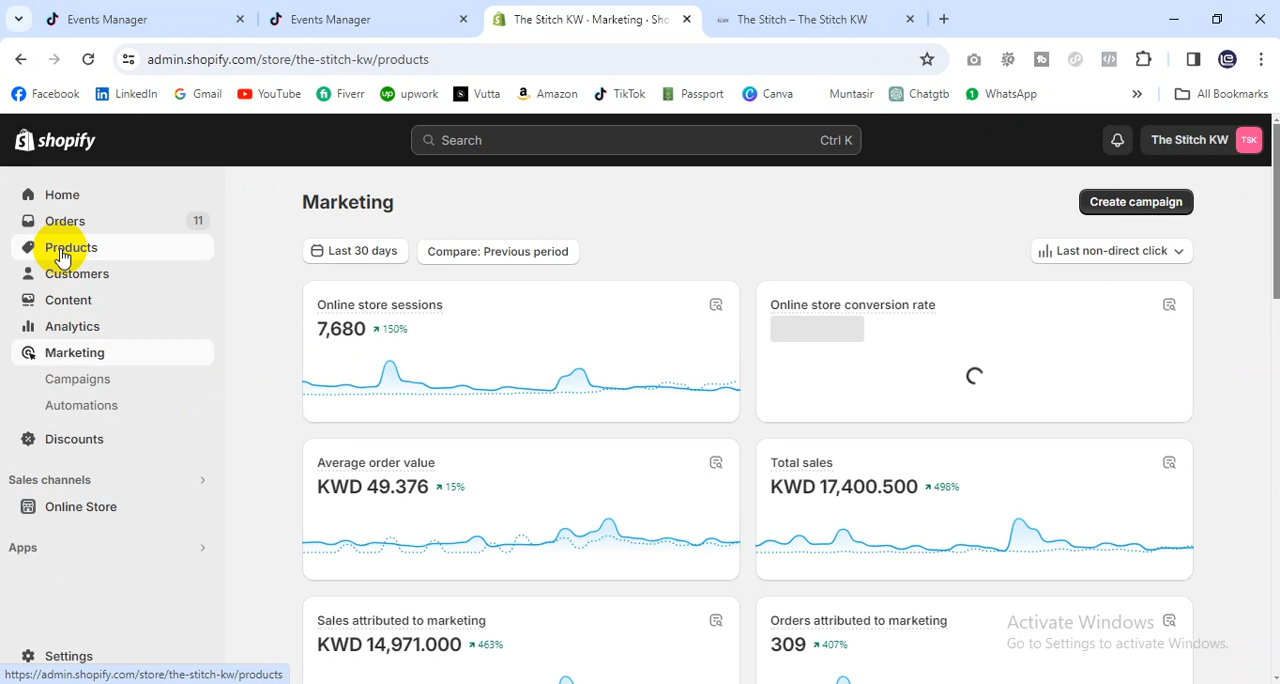 Events Manager
Events Manager
The Stitch KW · Marketing · Sho
The Stitch – The Stitch KW
admin.shopify.com/store/the-stitch-kw/products
Facebook
LinkedIn
Gmail
YouTube
Fiverr
upwork
Vutta
Amazon
TikTok
Passport
Canva
Muntasir
Chatgtb
WhatsApp
All Bookmarks
shopify
Search
Ctrl K
The Stitch KW
TSK
Home
Orders
11
Products
Customers
Content
Analytics
Marketing
Campaigns
Automations
Discounts
Sales channels
Online Store
Apps
Settings
https://admin.shopify.com/store/the-stitch-kw/products
Marketing
Create campaign
Last 30 days
Compare: Previous period
Last non-direct click
Online store sessions
7,680 150%
Online store conversion rate
Average order value
KWD 49.376 15%
Total sales
KWD 17,400.500 498%
Sales attributed to marketing
KWD 14,971.000 463%
Orders attributed to marketing
309 407%
Activate Windows
Go to Settings to activate Windows.